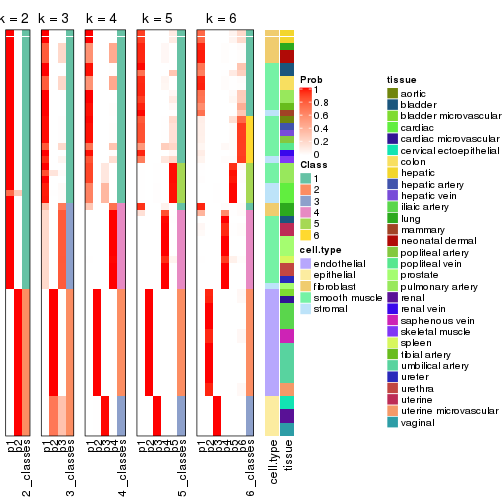 k = 2
k = 3
k = 4
k = 5
k = 6
p1
p2
2_classes
p1
p2
p3
3_classes
p1
p2
p3
p4
4_classes
p1
p2
p3
p4
p5
5_classes
p1
p2
p3
p4
p5
p6
6_classes
cell.type
tissue
Prob
1
0.8
0.6
0.4
0.2
0
Class
1
2
3
4
5
6
cell.type
endothelial
epithelial
fibroblast
smooth muscle
stromal
tissue
aortic
bladder
bladder microvascular
cardiac
cardiac microvascular
cervical ectoepithelial
colon
hepatic
hepatic artery
hepatic vein
iliac artery
lung
mammary
neonatal dermal
popliteal artery
popliteal vein
prostate
pulmonary artery
renal
renal vein
saphenous vein
skeletal muscle
spleen
tibial artery
umbilical artery
ureter
urethra
uterine
uterine microvascular
vaginal